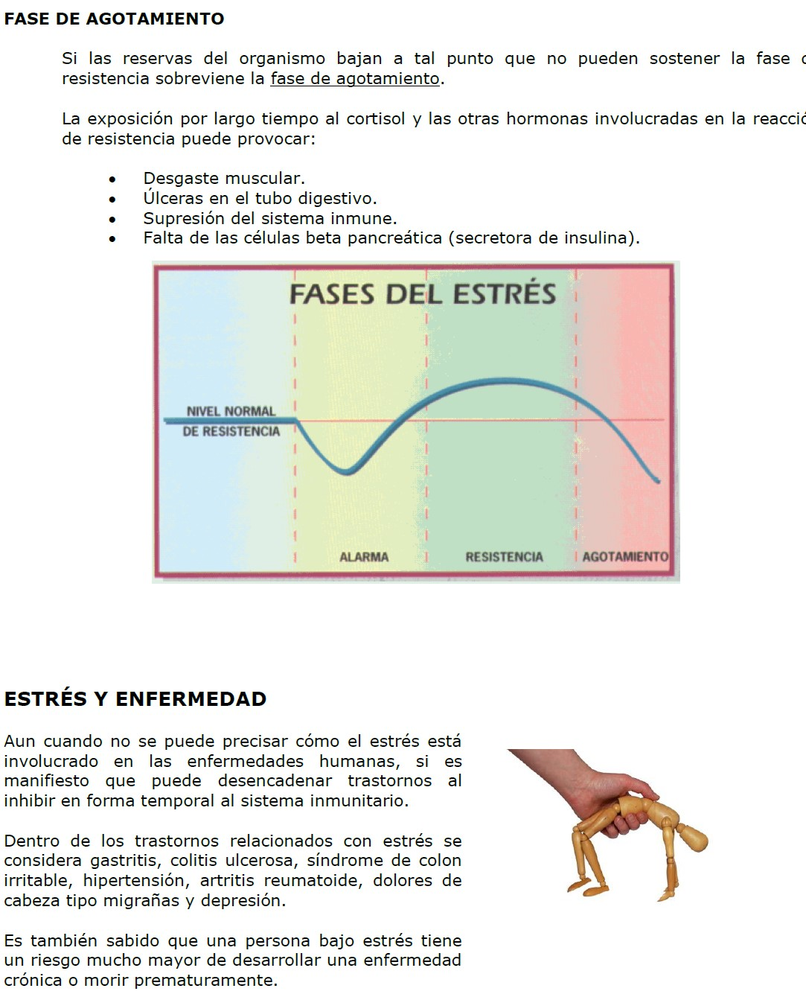 FASE DE AGOTAMIENTO
Si las reservas del organismo bajan a tal punto que no pueden sostener la fase
resistencia sobreviene la fase de agotamiento.
La exposición por largo tiempo al cortisol y las otras hormonas involucradas en la reacció
de resistencia puede provocar:
• Desgaste muscular.
• Úlceras en el tubo digestivo.
• Supresión del sistema inmune.
• Falta de las células beta pancreática (secretora de insulina).
FASES DEL ESTRÉS
NIVEL NORMAL
DE RESISTENCIA
ALARMA
RESISTENCIA
AGOTAMIENTO
ESTRÉS Y ENFERMEDAD
Aun cuando no se puede precisar cómo el estrés está
involucrado en las enfermedades humanas, si es
manifiesto que puede desencadenar trastornos al
inhibir en forma temporal al sistema inmunitario.
Dentro de los trastornos relacionados con estrés se
considera gastritis, colitis ulcerosa, síndrome de colon
irritable, hipertensión, artritis reumatoide, dolores de
cabeza tipo migrañas y depresión.
Es también sabido que una persona bajo estrés tiene
un riesgo mucho mayor de desarrollar una enfermedad
crónica o morir prematuramente.